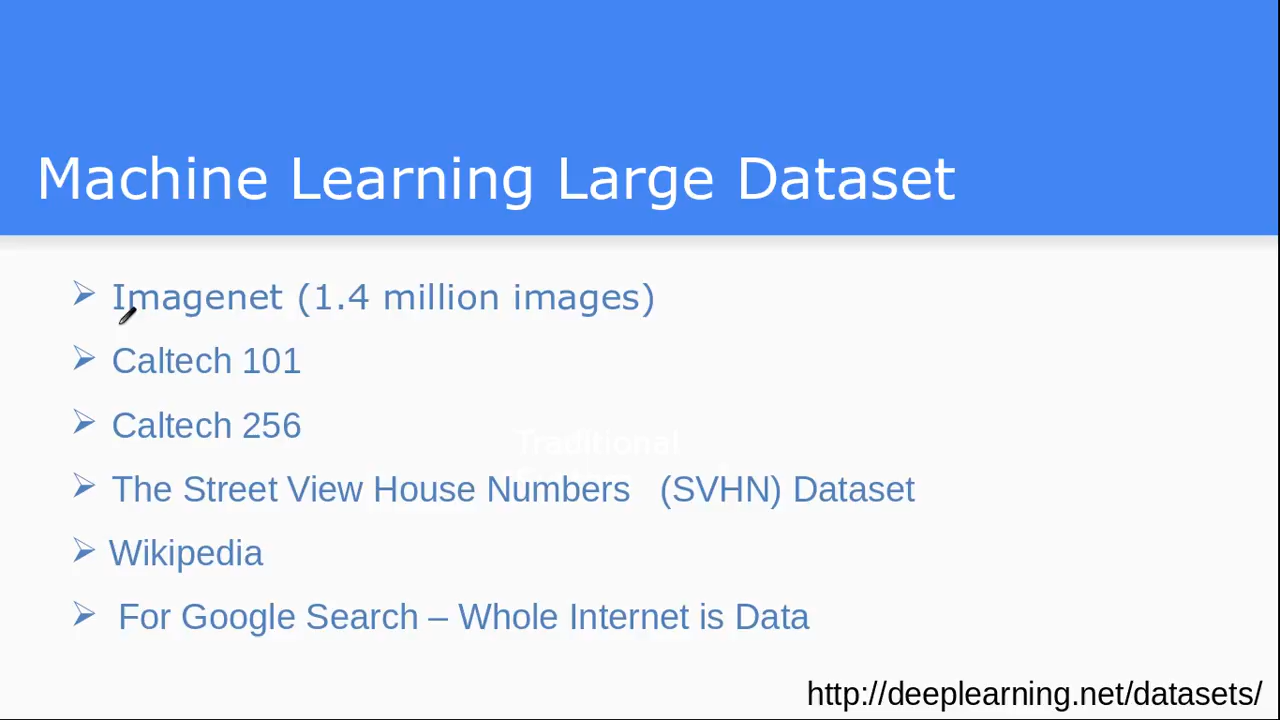 Machine Learning Large Dataset
Imagenet (1.4 million images)
Caltech 101
Caltech 256
Traditional
The Street View House Numbers (SVHN) Dataset
Wikipedia
For Google Search – Whole Internet is Data
http://deeplearning.net/datasets/